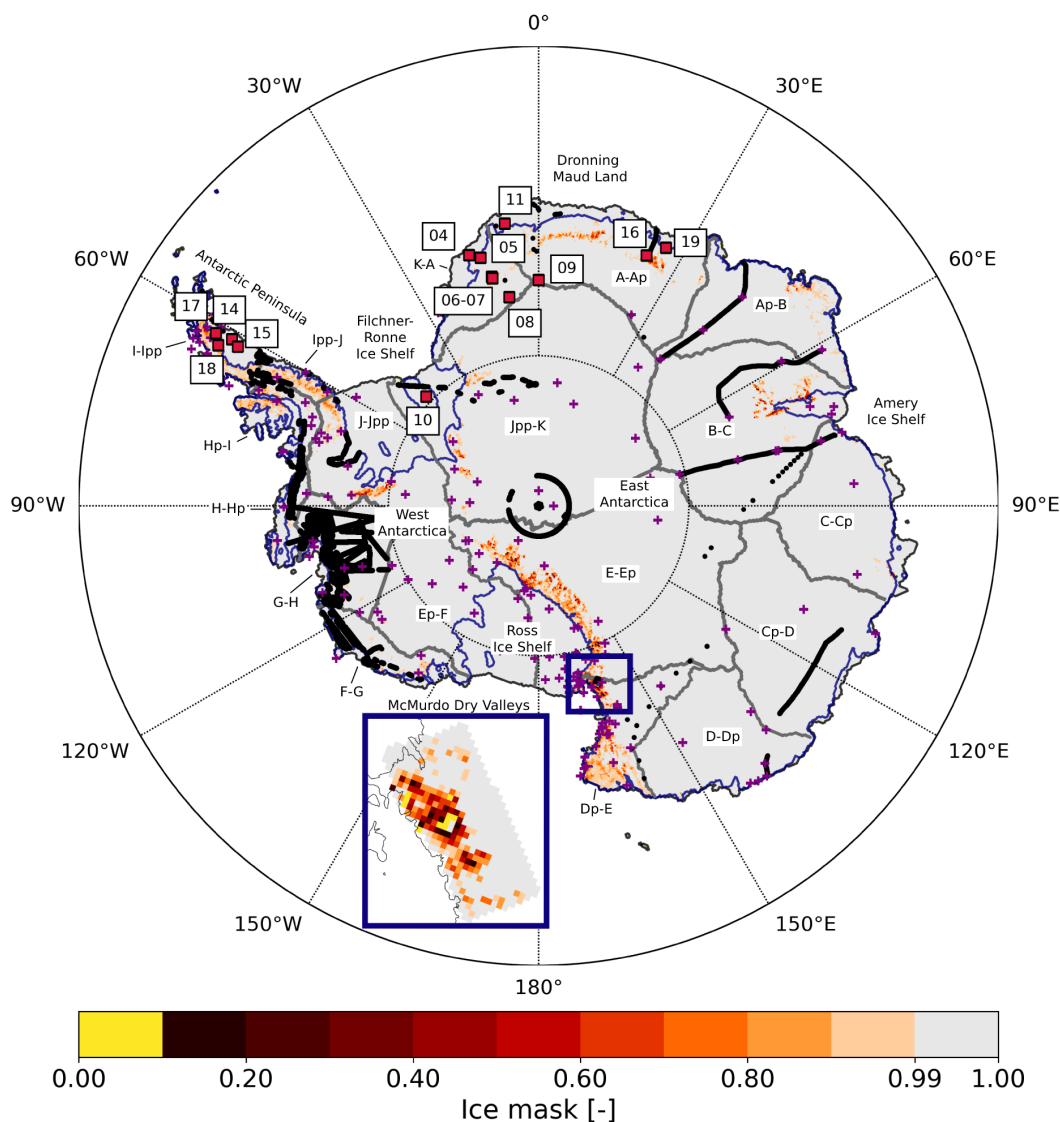 0°
30°W
30°E
Dronning
Maud Land
11
04
05
16
19
K-A
A-Ap
09
60°W
60°E
06-07
08
Antarctic Peninsula
17
14
15
18
I-Ipp
Ipp-J
Filchner-
Ronne
Ice Shelf
Ap-B
Amery
Ice Shelf
J-Jpp
10
Jpp-K
B-C
Hp-I
90°W
H-Hp
West
Antarctica
East
Antarctica
90°E
C-Cp
G-H
Ep-F
E-Ep
Ross
Ice Shelf
Cp-D
F-G
McMurdo Dry Valleys
D-Dp
120°W
120°E
Dp-E
150°W
150°E
180°
0.00
0.20
0.40
0.60
0.80
0.99
1.00
Ice mask [-]